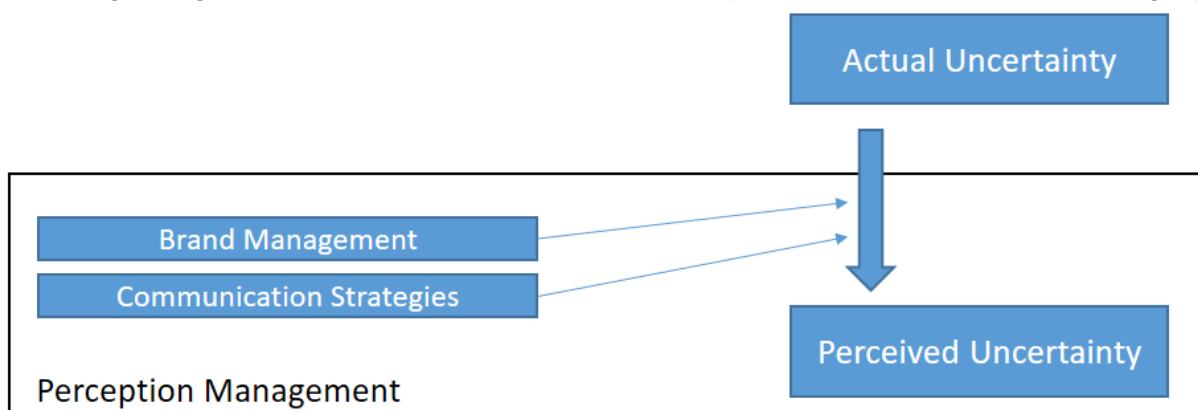 Actual Uncertainty
Brand Management
Communication Strategies
Perceived Uncertainty
Perception Management